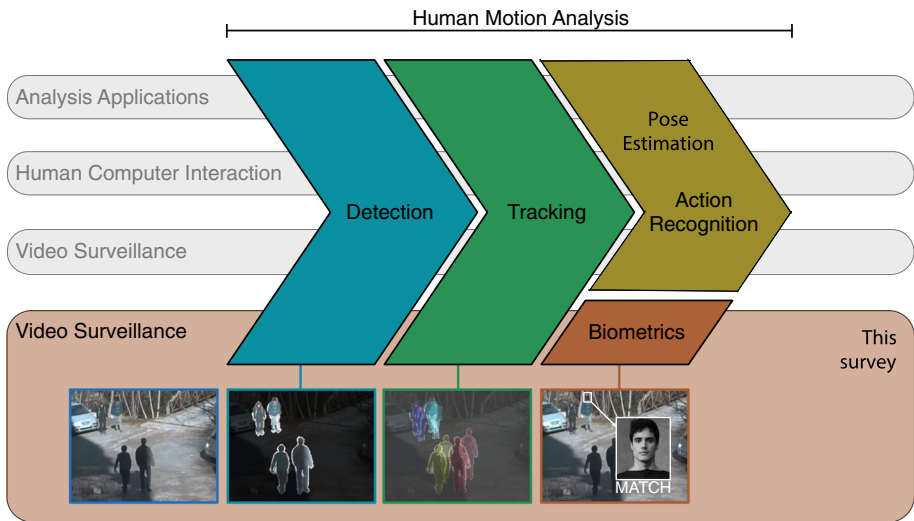 Human Motion Analysis
Analysis Applications
Human Computer Interaction
Video Surveillance
Pose
Estimation
Detection
Tracking
Action
Recognition
Video Surveillance
Biometrics
This
survey
MATCH